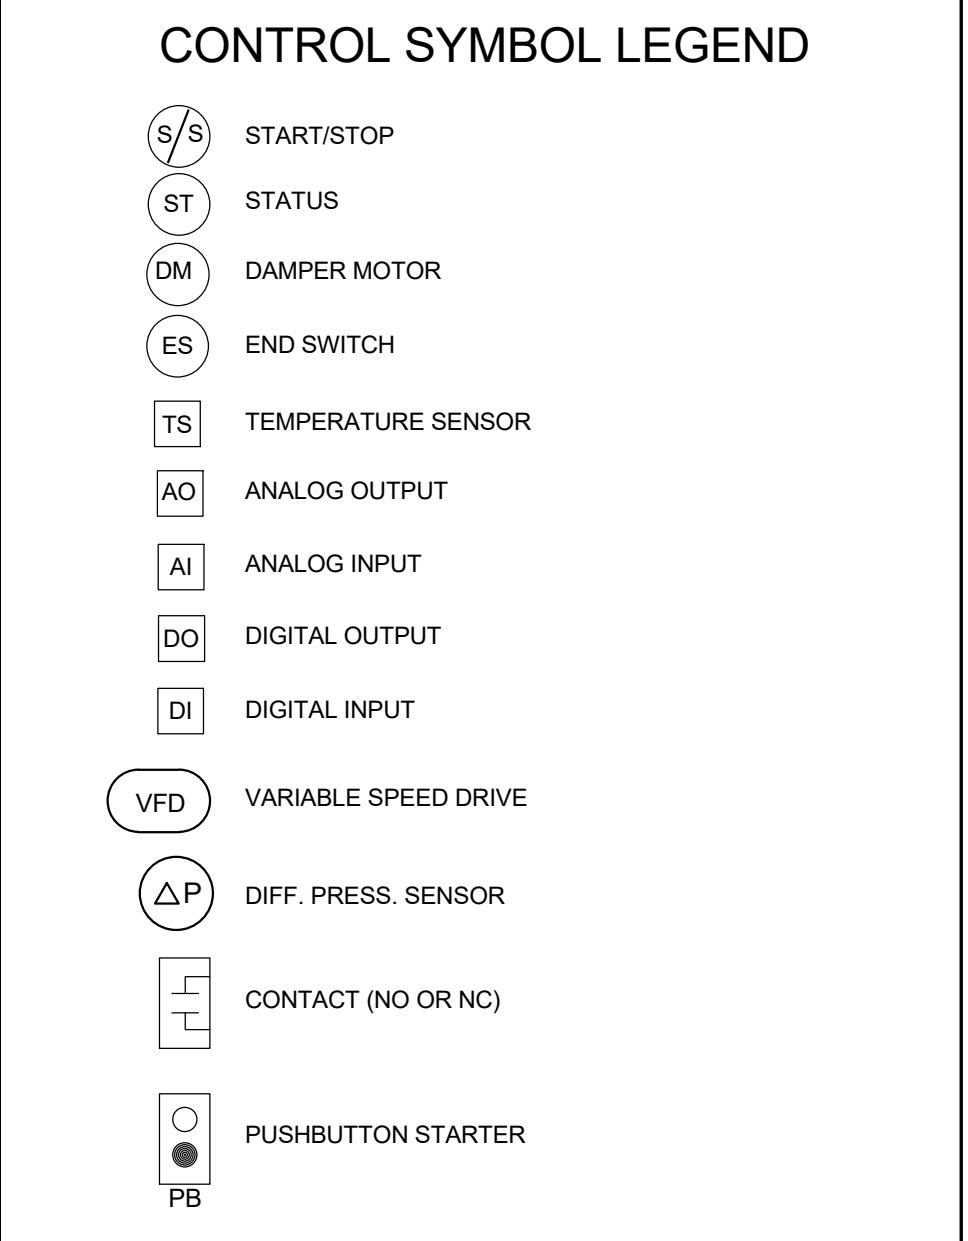 CONTROL SYMBOL LEGEND
S/S START/STOP
ST STATUS
DM DAMPER MOTOR
ES END SWITCH
TS TEMPERATURE SENSOR
AO ANALOG OUTPUT
AI ANALOG INPUT
DO DIGITAL OUTPUT
DI DIGITAL INPUT
VFD VARIABLE SPEED DRIVE
△P DIFF. PRESS. SENSOR
CONTACT (NO OR NC)
PUSHBUTTON STARTER
PB